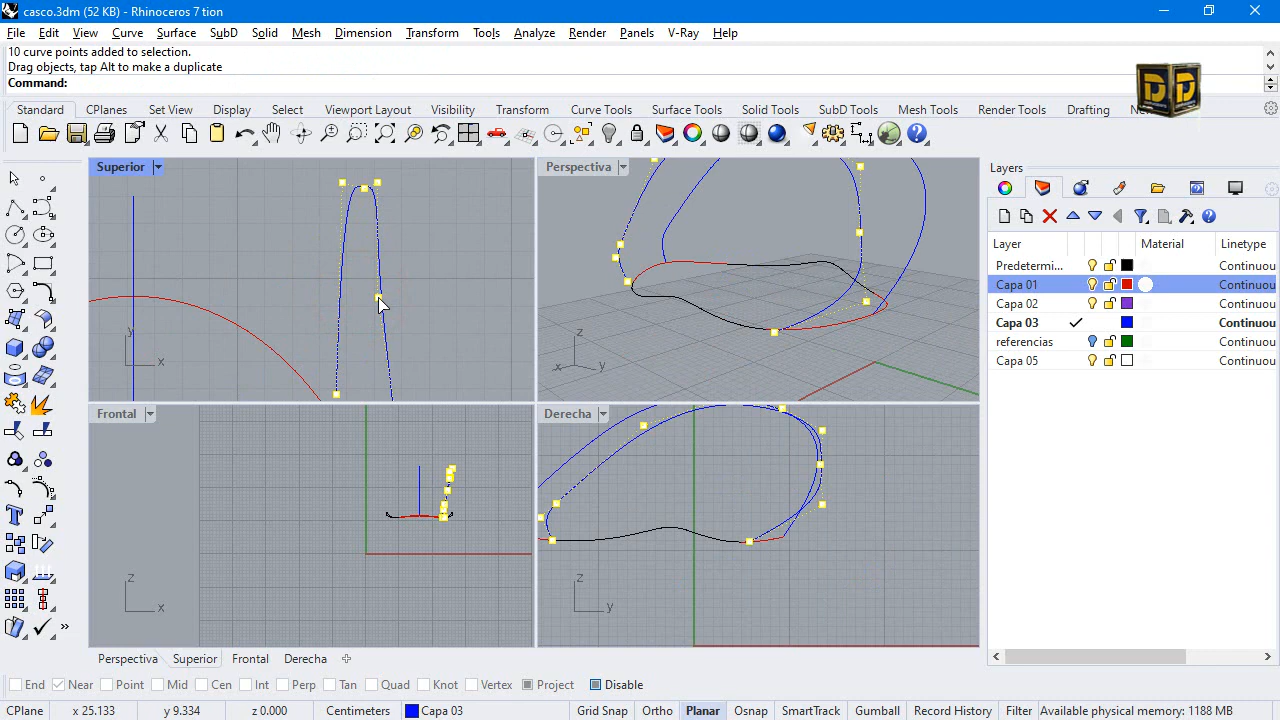 casco.3dm (52 KB) - Rhinoceros 7 tion
File Edit View Curve Surface SubD Solid Mesh Dimension Transform Tools Analyze Render Panels V-Ray Help
10 curve points added to selection.
Drag objects, tap Alt to make a duplicate
Command:
Standard CPlanes Set View Display Select Viewport Layout Visibility Transform Curve Tools Surface Tools Solid Tools SubD Tools Mesh Tools Render Tools Drafting
Superior
y
x
Perspectiva
z
x
y
Frontal
z
x
Derecha
z
y
Perspectiva Superior Frontal Derecha
Layers
Layer Material Linetype
Predetermi... Continuou
Capa 01 Continuou
Capa 02 Continuou
Capa 03 Continuou
referencias Continuou
Capa 05 Continuou
End Near Point Mid Cen Int Perp Tan Quad Knot Vertex Project Disable
CPlane x 25.133 y 9.334 z 0.000 Centimeters Capa 03 Grid Snap Ortho Planar Osnap SmartTrack Gumball Record History Filter Available physical memory: 1188 MB